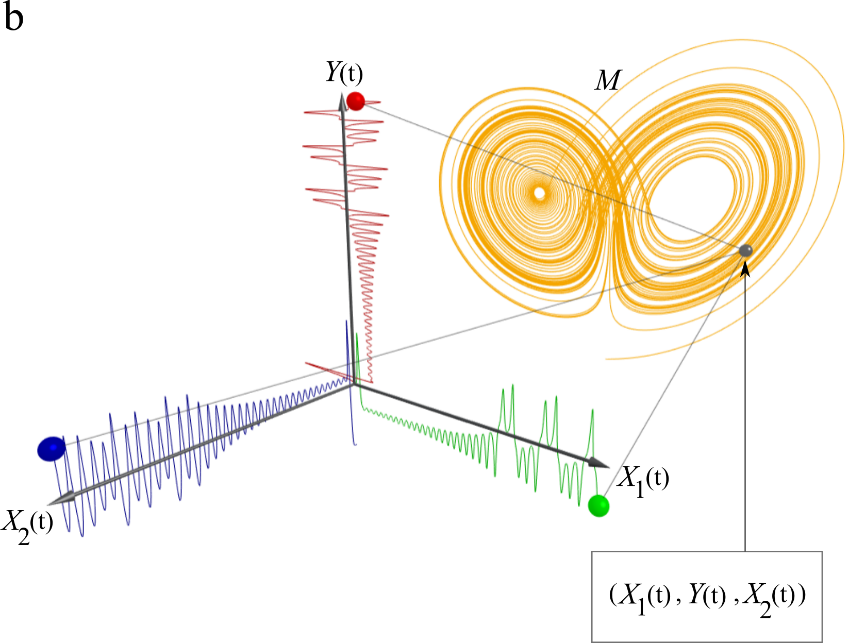 b
Y(t)
M
X1(t)
X2(t)
(X1(t), Y(t), X2(t))